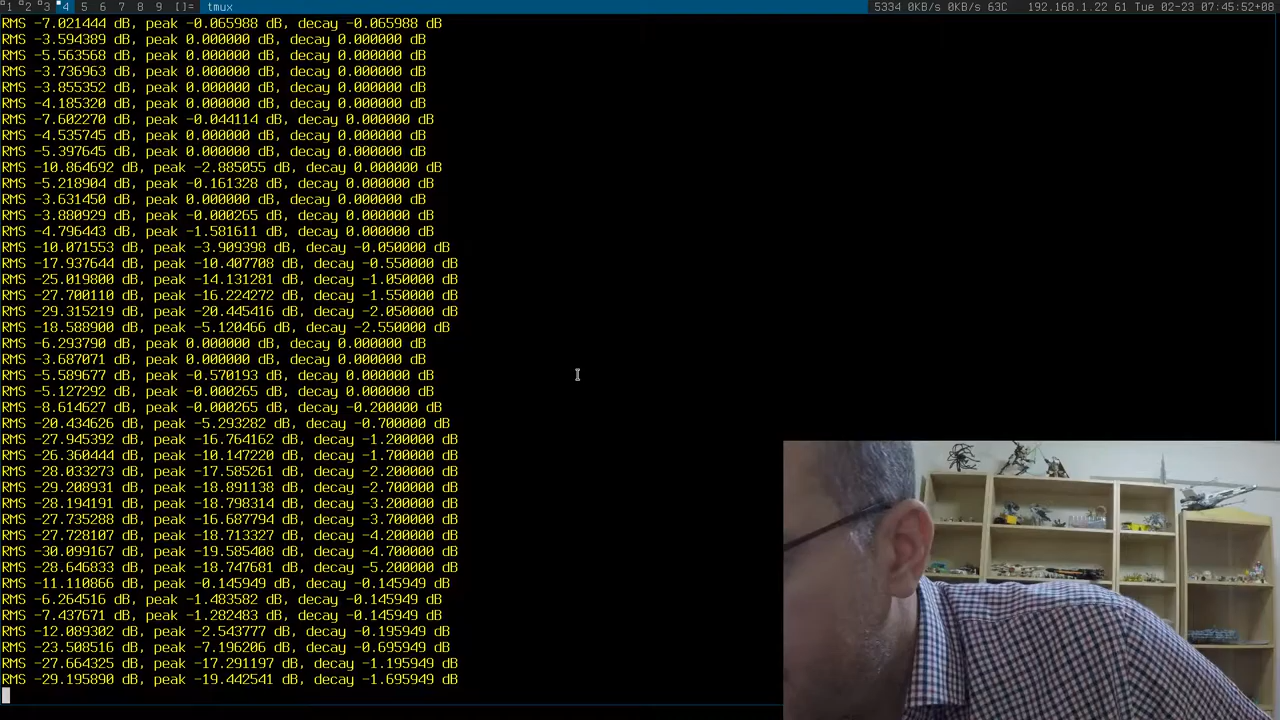 1 2 3 4 5 6 7 8 9 []= tmux 5334 0KB/s 0KB/s 63C 192.168.1.22 61 Tue 02-23 07:45:52+08
RMS -7.021444 dB, peak -0.065988 dB, decay -0.065988 dB
RMS -3.594389 dB, peak 0.000000 dB, decay 0.000000 dB
RMS -5.563568 dB, peak 0.000000 dB, decay 0.000000 dB
RMS -3.736963 dB, peak 0.000000 dB, decay 0.000000 dB
RMS -3.855352 dB, peak 0.000000 dB, decay 0.000000 dB
RMS -4.185320 dB, peak 0.000000 dB, decay 0.000000 dB
RMS -7.602270 dB, peak -0.044114 dB, decay 0.000000 dB
RMS -4.535745 dB, peak 0.000000 dB, decay 0.000000 dB
RMS -5.397645 dB, peak 0.000000 dB, decay 0.000000 dB
RMS -10.864692 dB, peak -2.885055 dB, decay 0.000000 dB
RMS -5.218904 dB, peak -0.161328 dB, decay 0.000000 dB
RMS -3.631450 dB, peak 0.000000 dB, decay 0.000000 dB
RMS -3.880929 dB, peak -0.000265 dB, decay 0.000000 dB
RMS -4.796443 dB, peak -1.581611 dB, decay 0.000000 dB
RMS -10.071553 dB, peak -3.909398 dB, decay -0.050000 dB
RMS -17.937644 dB, peak -10.407708 dB, decay -0.550000 dB
RMS -25.019800 dB, peak -14.131281 dB, decay -1.050000 dB
RMS -27.700110 dB, peak -16.224272 dB, decay -1.550000 dB
RMS -29.315219 dB, peak -20.445416 dB, decay -2.050000 dB
RMS -18.588900 dB, peak -5.120466 dB, decay -2.550000 dB
RMS -6.293790 dB, peak 0.000000 dB, decay 0.000000 dB
RMS -3.687071 dB, peak 0.000000 dB, decay 0.000000 dB
RMS -5.589677 dB, peak -0.570193 dB, decay 0.000000 dB
RMS -5.127292 dB, peak -0.000265 dB, decay 0.000000 dB
RMS -8.614627 dB, peak -0.000265 dB, decay -0.200000 dB
RMS -20.434626 dB, peak -5.293282 dB, decay -0.700000 dB
RMS -27.945392 dB, peak -16.764162 dB, decay -1.200000 dB
RMS -26.360444 dB, peak -10.147220 dB, decay -1.700000 dB
RMS -28.033273 dB, peak -17.585261 dB, decay -2.200000 dB
RMS -29.208931 dB, peak -18.891138 dB, decay -2.700000 dB
RMS -28.194191 dB, peak -18.798314 dB, decay -3.200000 dB
RMS -27.735288 dB, peak -16.687794 dB, decay -3.700000 dB
RMS -27.728107 dB, peak -18.713327 dB, decay -4.200000 dB
RMS -30.099167 dB, peak -19.585408 dB, decay -4.700000 dB
RMS -28.646833 dB, peak -18.747681 dB, decay -5.200000 dB
RMS -11.110866 dB, peak -0.145949 dB, decay -0.145949 dB
RMS -6.264516 dB, peak -1.483582 dB, decay -0.145949 dB
RMS -7.437671 dB, peak -1.282483 dB, decay -0.145949 dB
RMS -12.089302 dB, peak -2.543777 dB, decay -0.195949 dB
RMS -23.508516 dB, peak -7.196206 dB, decay -0.695949 dB
RMS -27.664325 dB, peak -17.291197 dB, decay -1.195949 dB
RMS -29.195890 dB, peak -19.442541 dB, decay -1.695949 dB